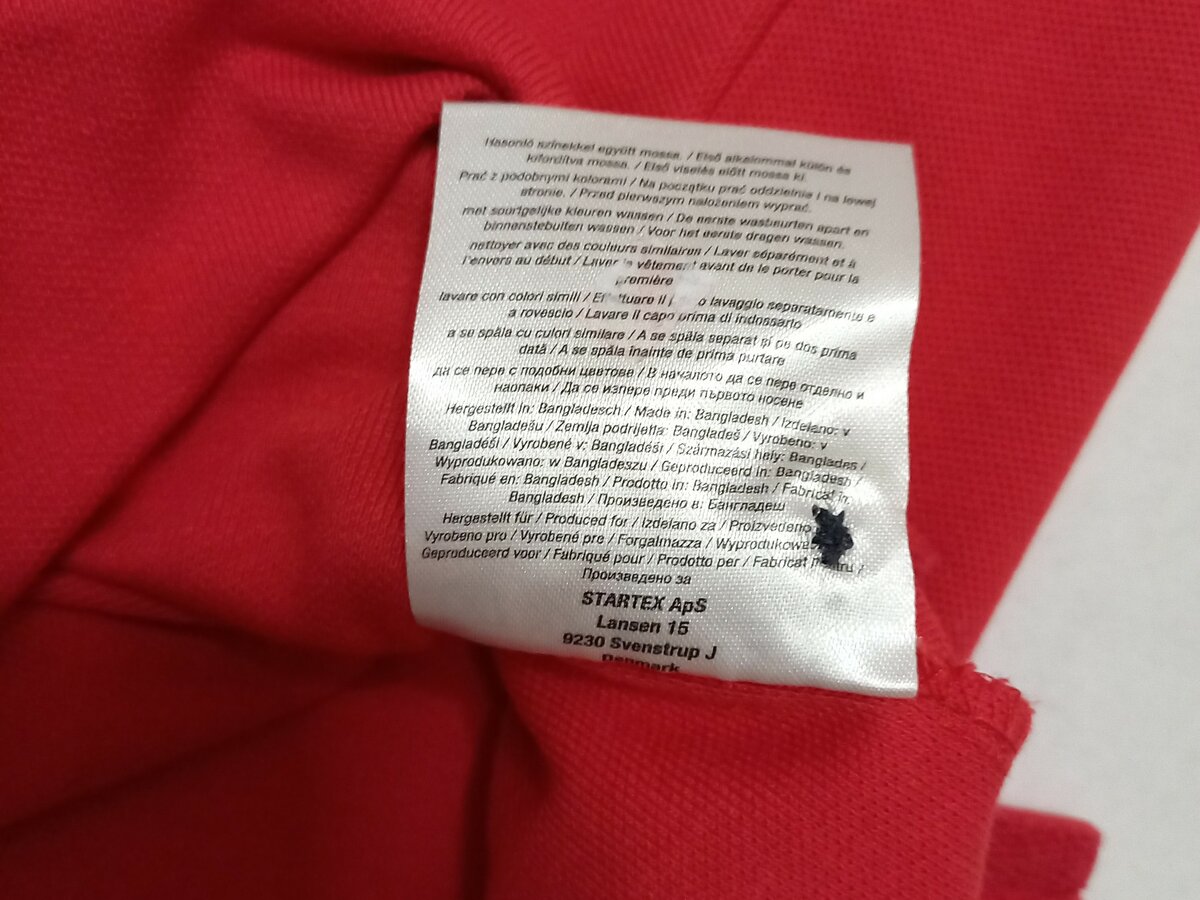 Hasonló színekkel együtt mossa. / Első alkalommal külön és
kifordítva mossa. / Első viselés előtt mossa ki.
Prać z podobnymi kolorami / Na początku prać oddzielnie i na lewej
stronie. / Przed pierwszym nałożeniem wyprać.
met soortgelijke kleuren wassen / De eerste wasbeurten apart en
binnenstebuiten wassen / Voor het eerste dragen wassen.
nettoyer avec des couleurs similaires / Laver séparément et à
l'envers au début / Laver le vêtement avant de le porter pour la
première
lavare con colori simili / Effettuare il lavaggio separatamente e
a rovescio / Lavare il capo prima di indossarlo
a se spăla cu culori similare / A se spăla separat și pe dos prima
dată / A se spăla înainte de prima purtare
да се пере с подобни цветове / В началото да се пере отделно и
наопаки / Да се изпере преди първото носене
Hergestellt in: Bangladesch / Made in: Bangladesh / Izdelano: v
Bangladešu / Zemlja podrijetla: Bangladeš / Vyrobeno: v
Bangladéši / Vyrobené v: Bangladéši / Származási hely: Banglades /
Wyprodukowano: w Bangladeszu / Geproduceerd in: Bangladesh /
Fabriqué en: Bangladesh / Prodotto in: Bangladesh / Fabricat în:
Bangladesh / Произведено в: Бангладеш
Hergestellt für / Produced for / Izdelano za / Proizvedeno
Vyrobeno pro / Vyrobené pre / Forgalmazza /
Geproduceerd voor / Fabriqué pour / Prodotto per / Fabricat pentru /
Произведено за
STARTEX ApS
Lansen 15
9230 Svenstrup J
Denmark